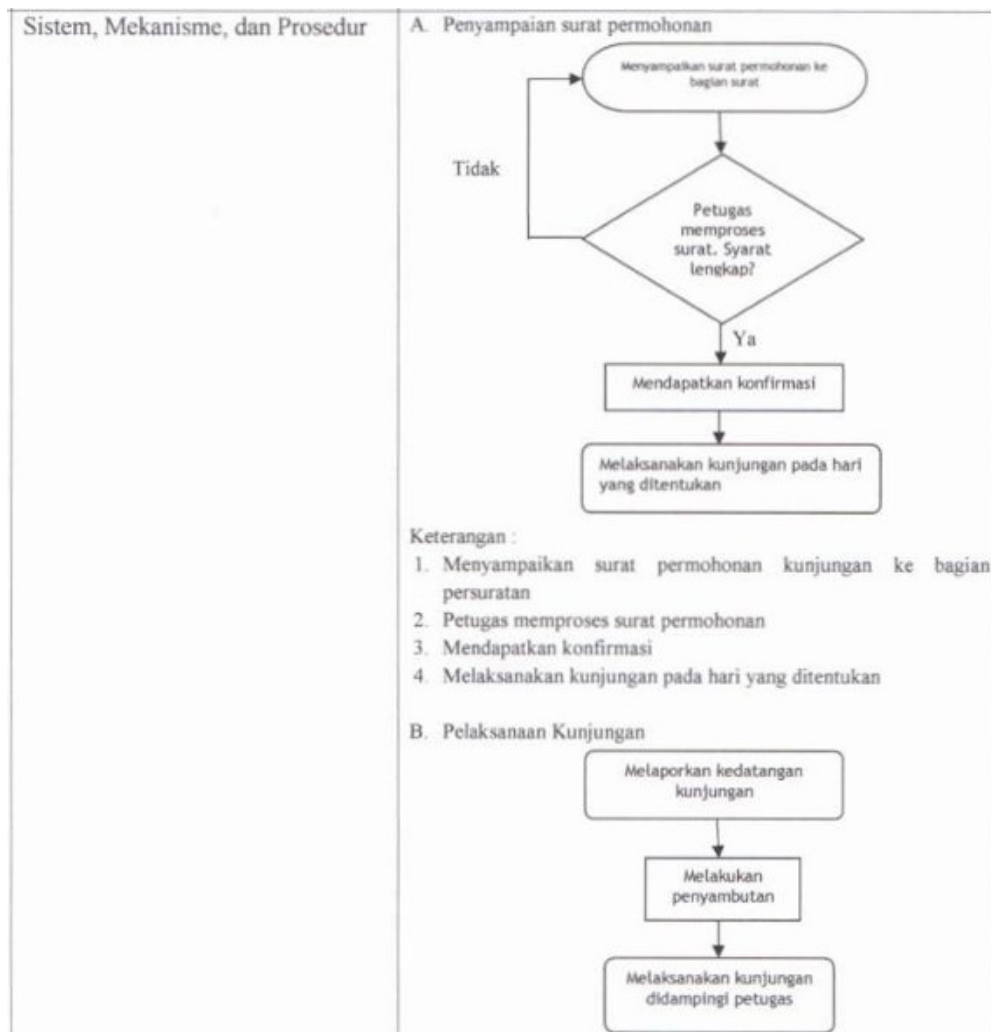 Sistem, Mekanisme, dan Prosedur
A. Penyampaian surat permohonan
Menyampaikan surat permohonan ke
bagian surat
Tidak
Petugas
memproses
surat. Syarat
lengkap?
Ya
Mendapatkan konfirmasi
Melaksanakan kunjungan pada hari
yang ditentukan
Keterangan :
1. Menyampaikan surat permohonan kunjungan ke bagian
persuratan
2. Petugas memproses surat permohonan
3. Mendapatkan konfirmasi
4. Melaksanakan kunjungan pada hari yang ditentukan
B. Pelaksanaan Kunjungan
Melaporkan kedatangan
kunjungan
Melakukan
penyambutan
Melaksanakan kunjungan
didampingi petugas